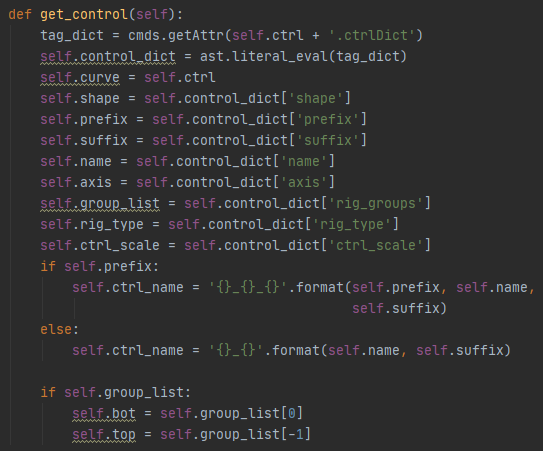 def get_control(self):
    tag_dict = cmds.getAttr(self.ctrl + '.ctrlDict')
    self.control_dict = ast.literal_eval(tag_dict)
    self.curve = self.ctrl
    self.shape = self.control_dict['shape']
    self.prefix = self.control_dict['prefix']
    self.suffix = self.control_dict['suffix']
    self.name = self.control_dict['name']
    self.axis = self.control_dict['axis']
    self.group_list = self.control_dict['rig_groups']
    self.rig_type = self.control_dict['rig_type']
    self.ctrl_scale = self.control_dict['ctrl_scale']
    if self.prefix:
        self.ctrl_name = '{}_{}_{}'.format(self.prefix, self.name,
                                           self.suffix)
    else:
        self.ctrl_name = '{}_{}'.format(self.name, self.suffix)

    if self.group_list:
        self.bot = self.group_list[0]
        self.top = self.group_list[-1]